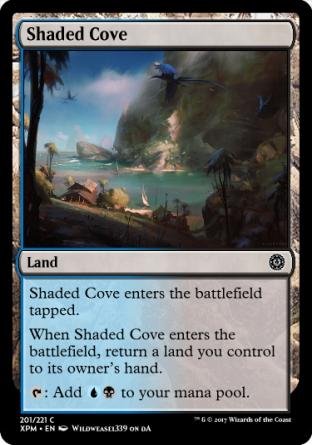 Shaded Cove
Land
Shaded Cove enters the battlefield
tapped.
When Shaded Cove enters the
battlefield, return a land you control
to its owner's hand.
: Add to your mana pool.
201/221 C
XPM • EN Wildweasel339 on dA
™ & © 2017 Wizards of the Coast